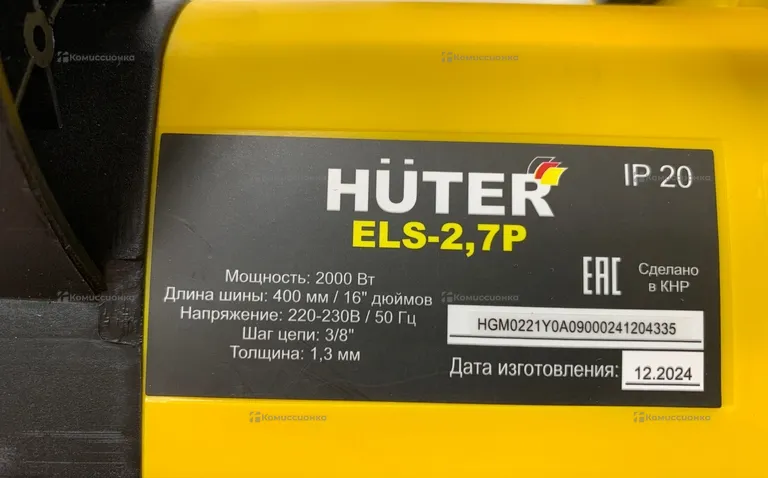 HÜTER
IP 20
ELS-2,7P
Мощность: 2000 Вт
Длина шины: 400 мм / 16" дюймов
Напряжение: 220-230В / 50 Гц
Шаг цепи: 3/8"
Толщина: 1,3 мм
EAC
Сделано
в КНР
HGM0221Y0A09000241204335
Дата изготовления:
12.2024
Комиссионка
Комиссионка
Комиссионка
Комиссионка
Комиссионка
Комиссионка
Комиссионка
Комиссионка